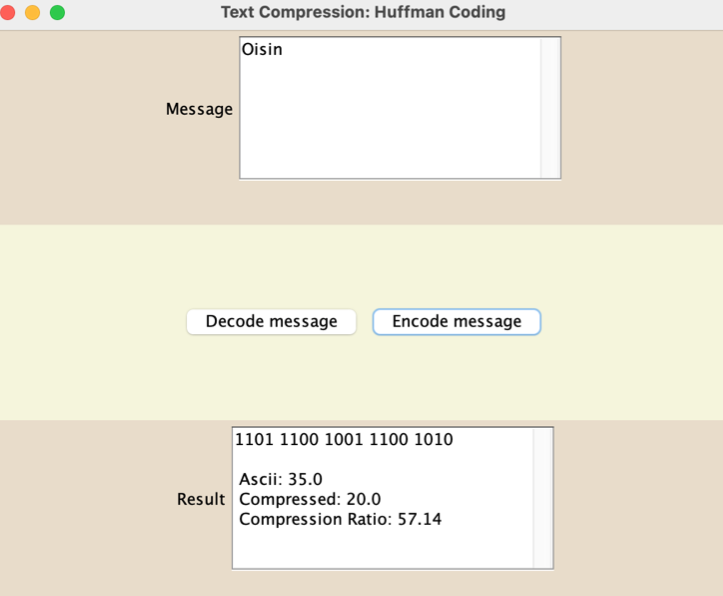 Text Compression: Huffman Coding
Message
Oisin
Decode message
Encode message
Result
1101 1100 1001 1100 1010
Ascii: 35.0
Compressed: 20.0
Compression Ratio: 57.14